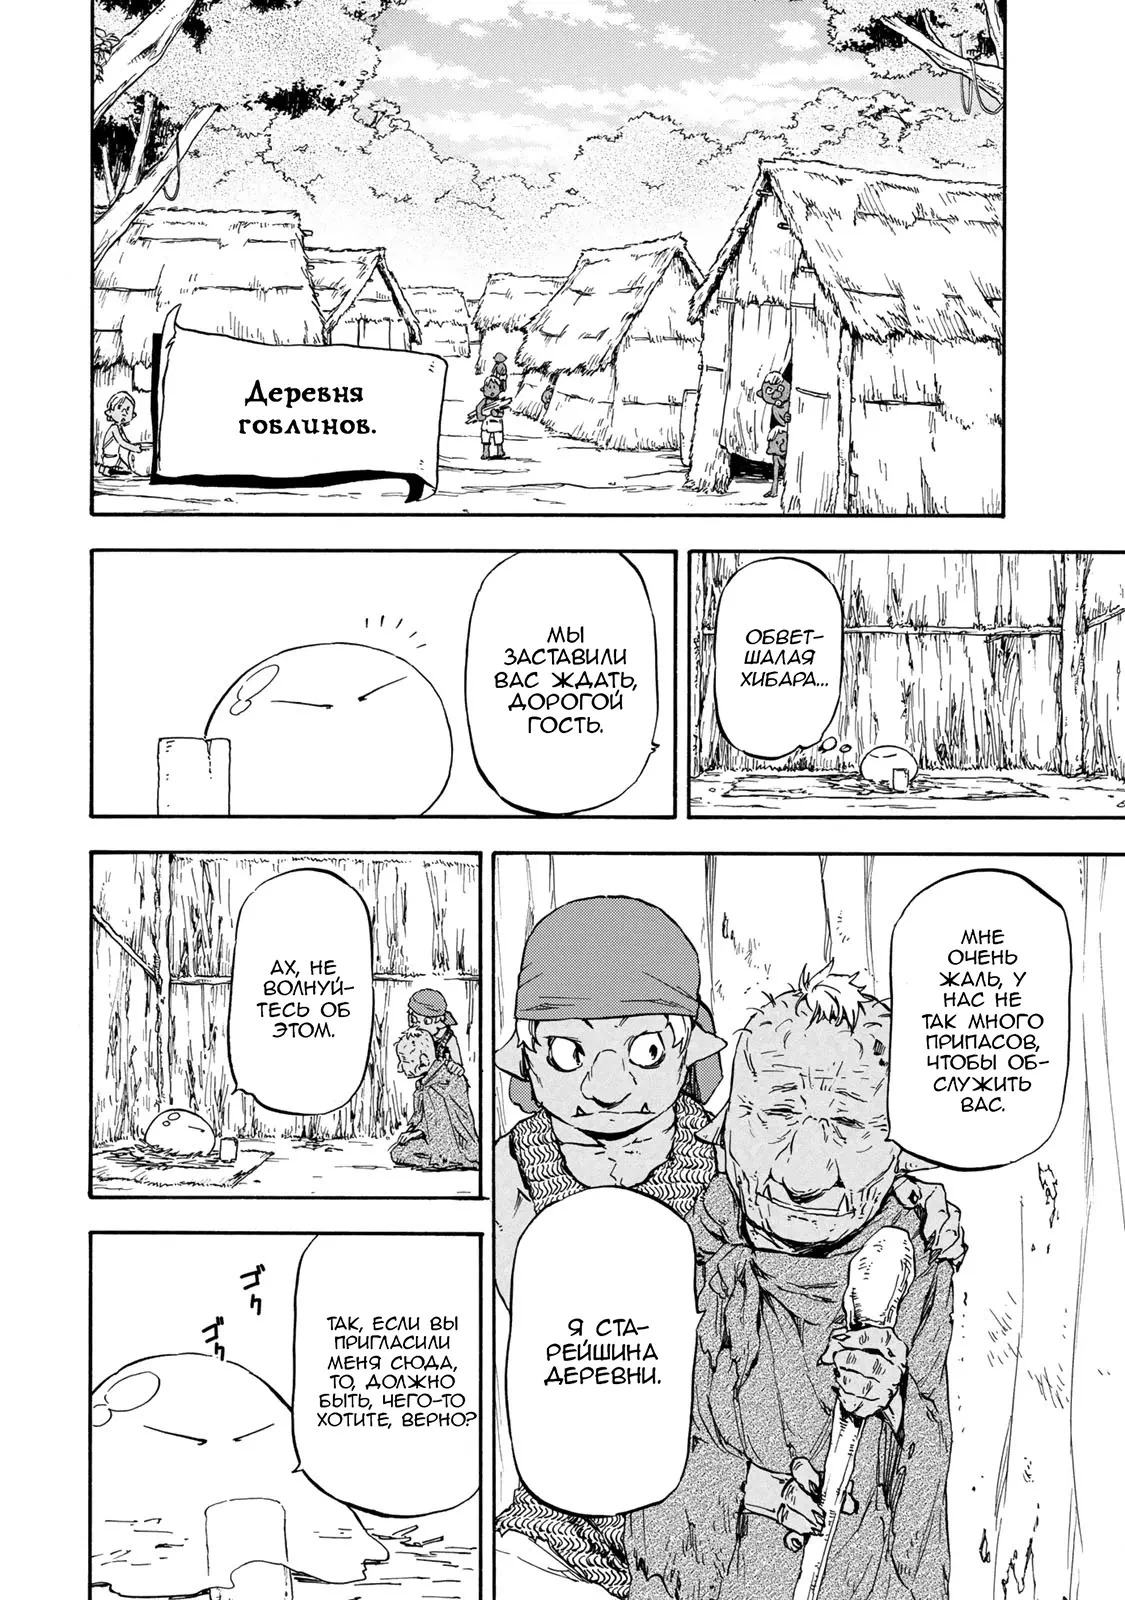 Деревня
гоблинов.
ОБВЕТ-
ШАЛАЯ
ХИБАРА...
МЫ
ЗАСТАВИЛИ
ВАС ЖДАТЬ,
ДОРОГОЙ
ГОСТЬ.
МНЕ
ОЧЕНЬ
ЖАЛЬ, У
НАС НЕ
ТАК МНОГО
ПРИПАСОВ,
ЧТОБЫ ОБ-
СЛУЖИТЬ
ВАС.
Я СТА-
РЕЙШИНА
ДЕРЕВНИ.
АХ, НЕ
ВОЛНУЙ-
ТЕСЬ ОБ
ЭТОМ.
ТАК, ЕСЛИ ВЫ
ПРИГЛАСИЛИ
МЕНЯ СЮДА,
ТО, ДОЛЖНО
БЫТЬ, ЧЕГО-ТО
ХОТИТЕ, ВЕРНО?
ゴク
ゴク